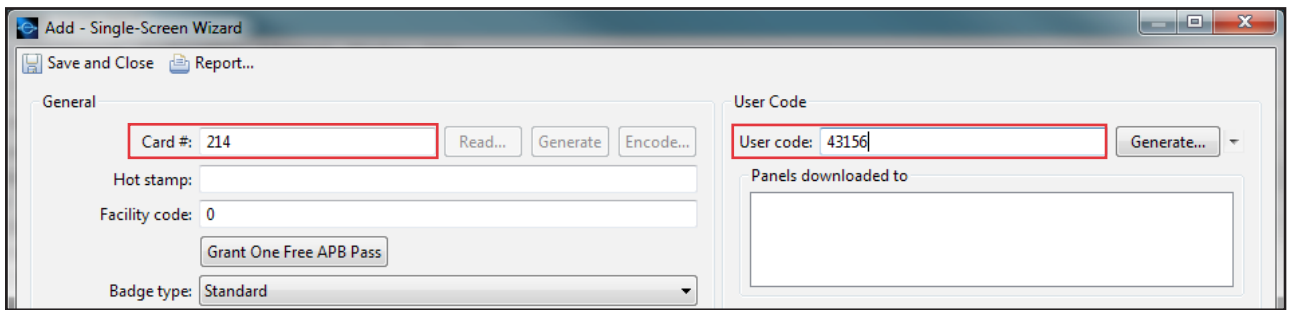 Add - Single-Screen Wizard
Save and Close Report...
General
Card #: 214 Read... Generate Encode...
Hot stamp:
Facility code: 0
Grant One Free APB Pass
Badge type: Standard
User Code
User code: 43156 Generate...
Panels downloaded to